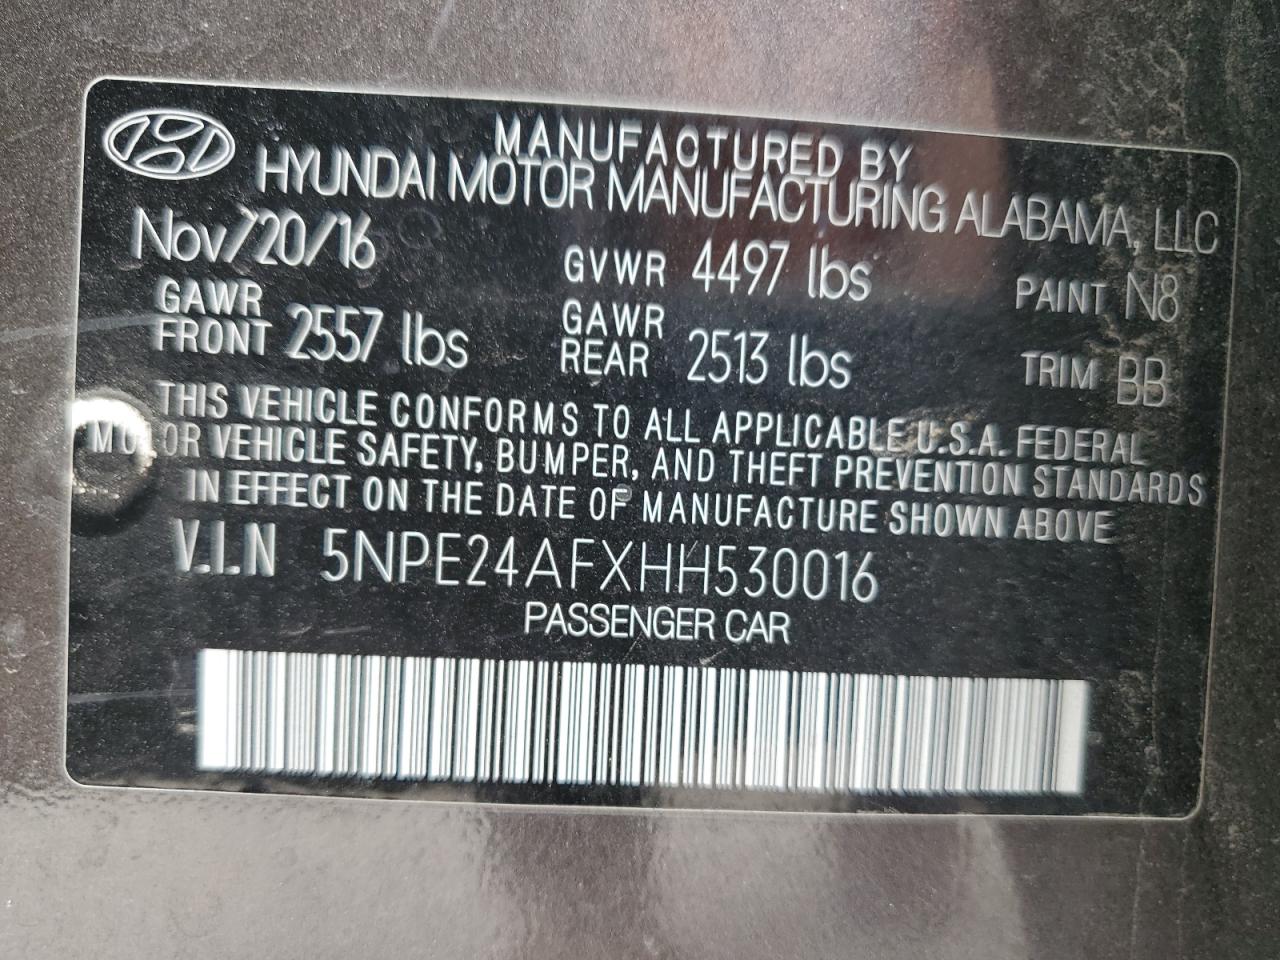 MANUFACTURED BY
HYUNDAI MOTOR MANUFACTURING ALABAMA, LLC
Nov/20/16 GVWR 4497 lbs PAINT N8
GAWR FRONT 2557 lbs GAWR REAR 2513 lbs TRIM BB
THIS VEHICLE CONFORMS TO ALL APPLICABLE U.S.A. FEDERAL
MOTOR VEHICLE SAFETY, BUMPER, AND THEFT PREVENTION STANDARDS
IN EFFECT ON THE DATE OF MANUFACTURE SHOWN ABOVE
V.I.N 5NPE24AFXHH530016
PASSENGER CAR